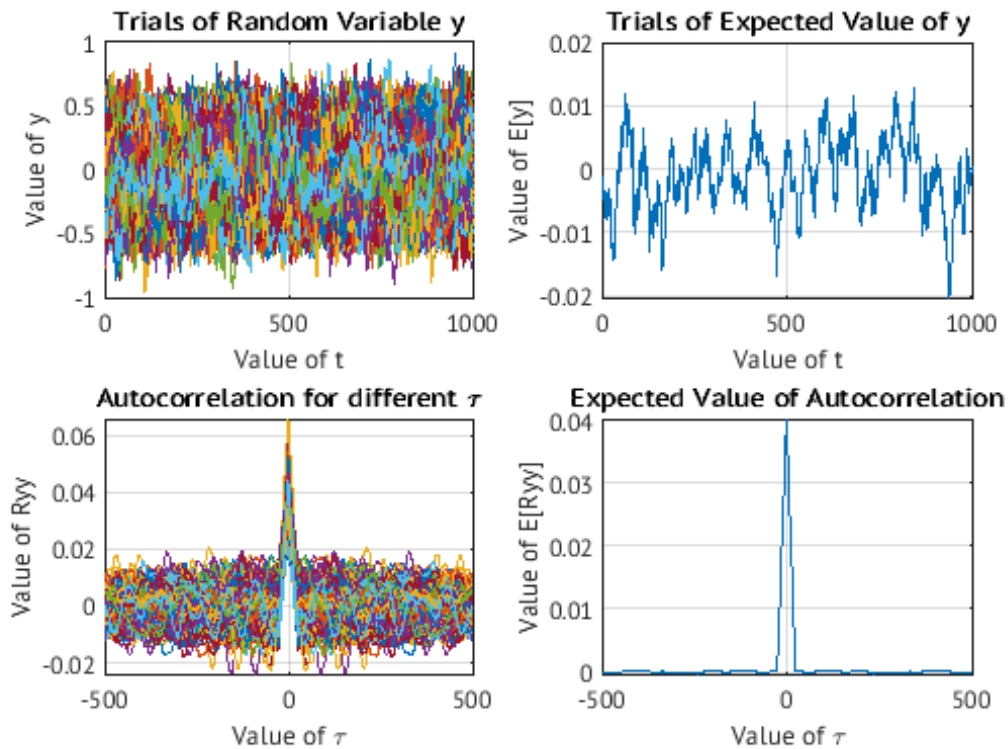 Trials of Random Variable y
1
0.5
0
-0.5
-1
Value of y
0 500 1000
Value of t
Trials of Expected Value of y
0.02
0.01
0
-0.01
-0.02
Value of E[y]
0 500 1000
Value of t
Autocorrelation for different τ
0.06
0.04
0.02
0
-0.02
Value of Ryy
-500 0 500
Value of τ
Expected Value of Autocorrelation
0.04
0.03
0.02
0.01
0
Value of E[Ryy]
-500 0 500
Value of τ